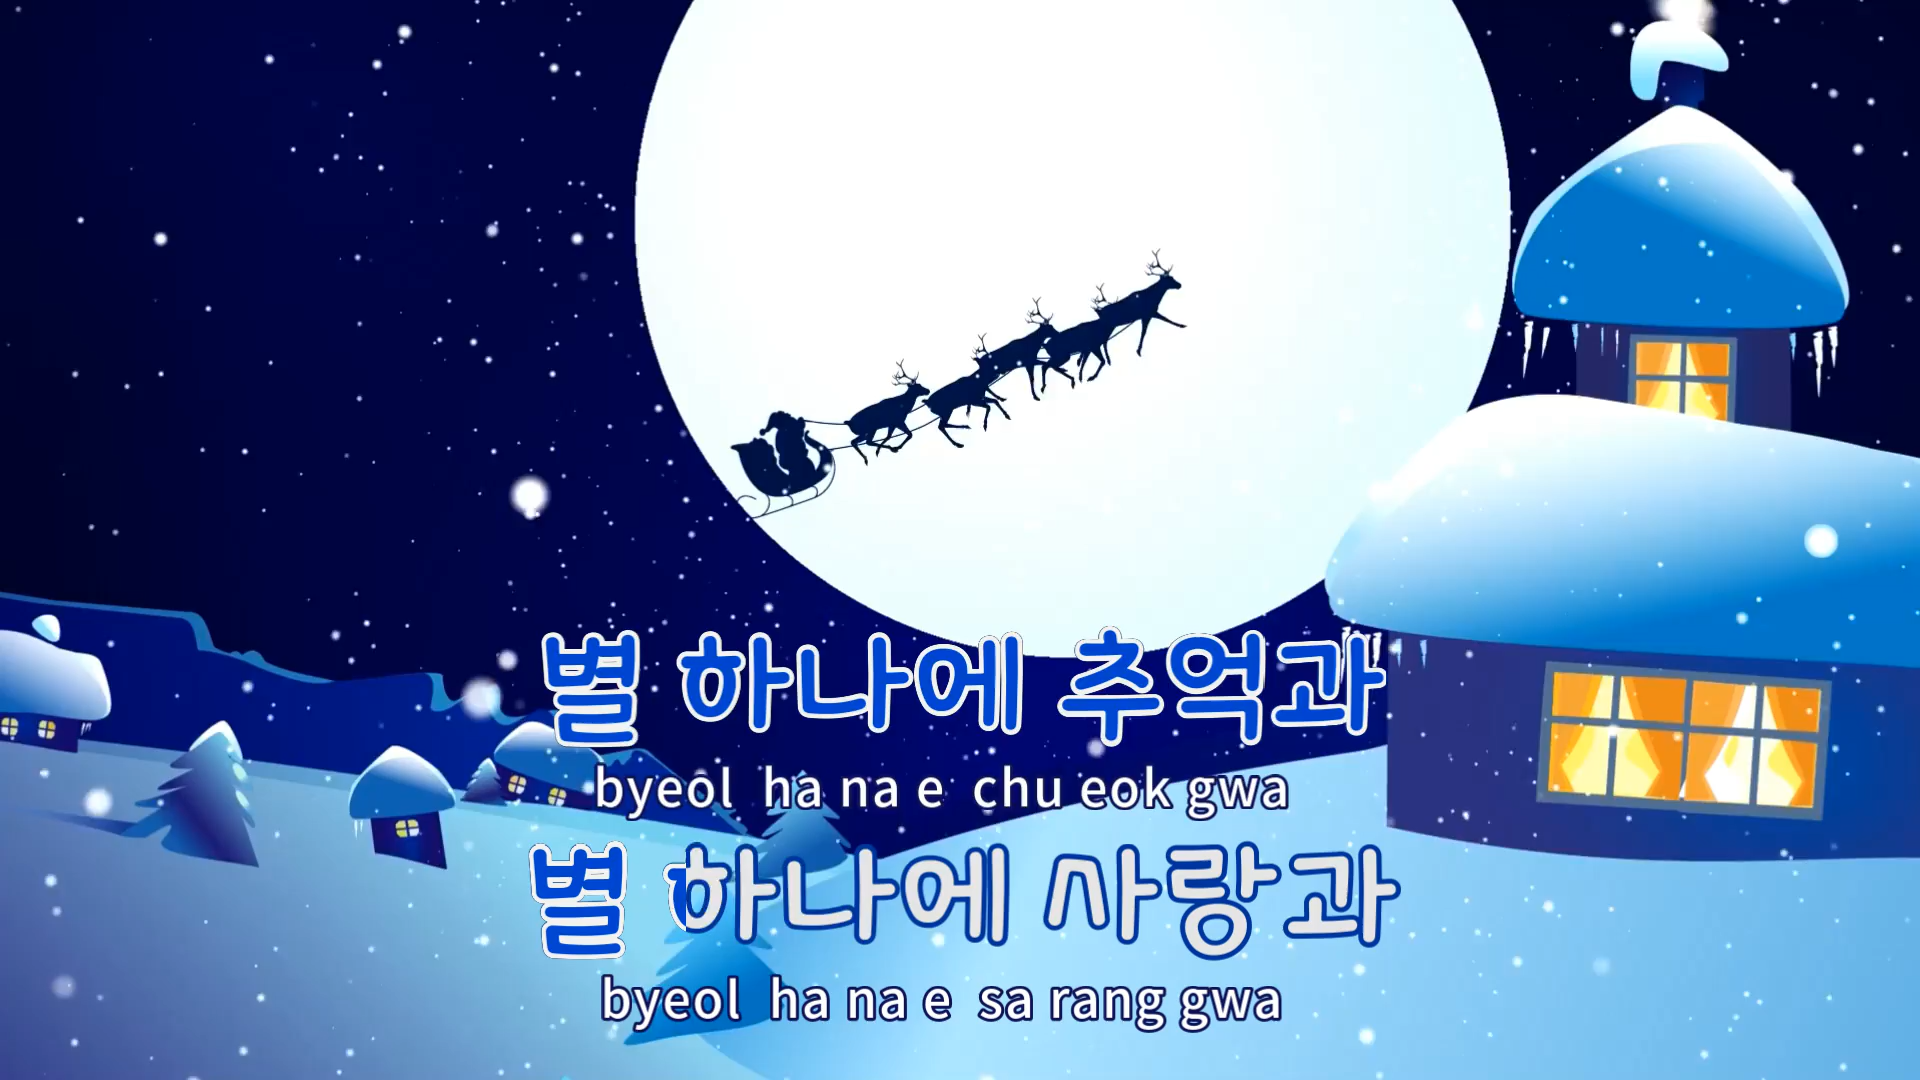 별 하나에 추억과
byeol ha na e chu eok gwa
별 하나에 사랑과
byeol ha na e sa rang gwa